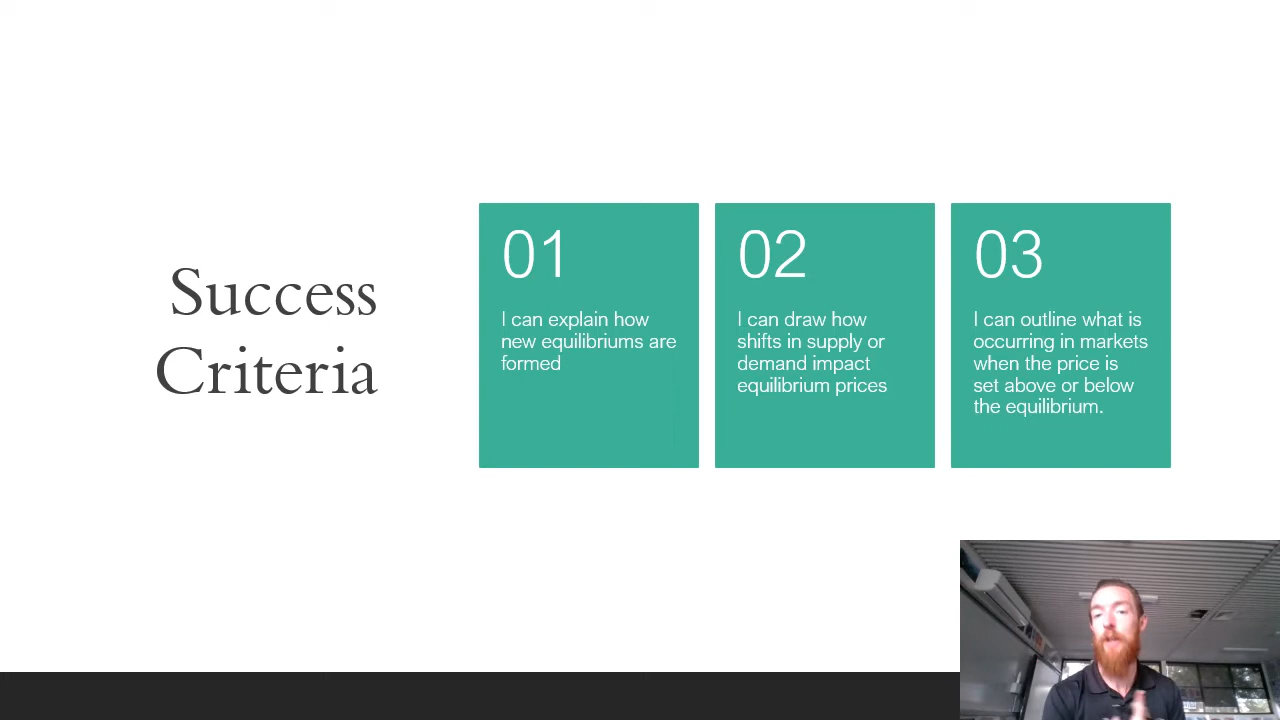 Success
Criteria
01
I can explain how
new equilibriums are
formed
02
I can draw how
shifts in supply or
demand impact
equilibrium prices
03
I can outline what is
occurring in markets
when the price is
set above or below
the equilibrium.